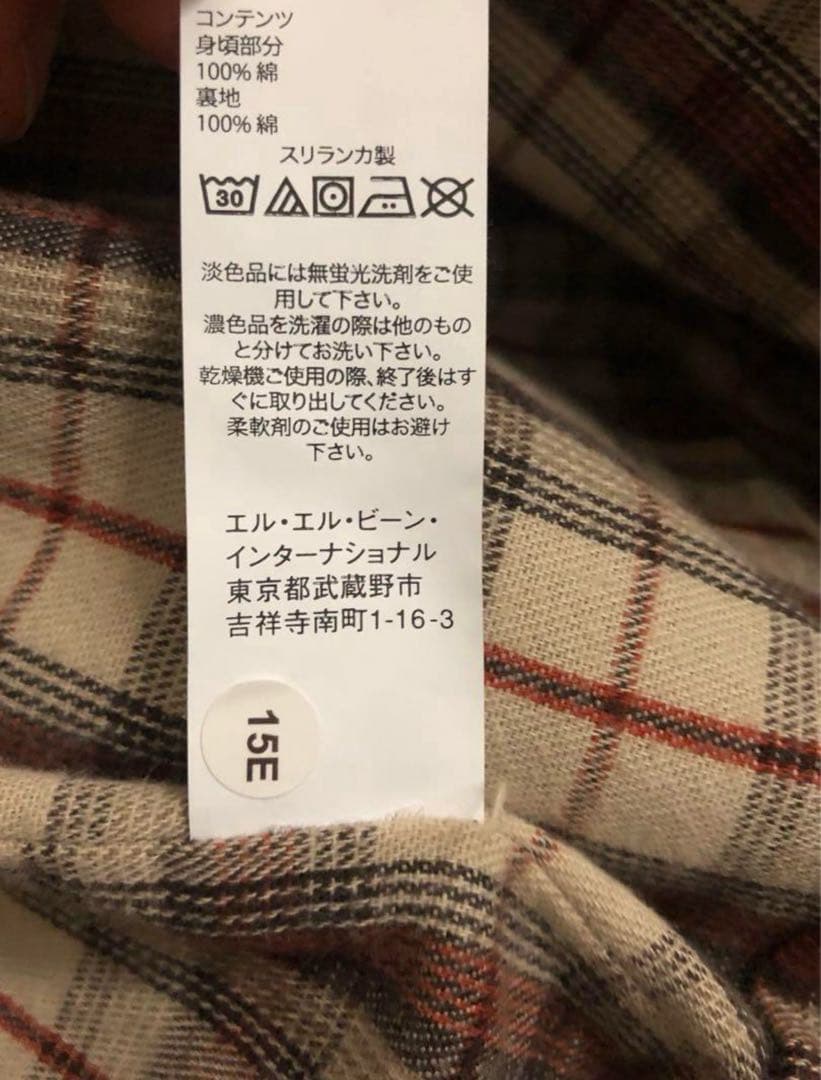 コンテンツ
身頃部分
100% 綿
裏地
100% 綿
スリランカ製
30
淡色品には無蛍光洗剤をご使
用して下さい。
濃色品を洗濯の際は他のもの
と分けてお洗い下さい。
乾燥機ご使用の際、終了後はす
ぐに取り出してください。
柔軟剤のご使用はお避け
下さい。
エル・エル・ビーン・
インターナショナル
東京都武蔵野市
吉祥寺南町1-16-3
15E